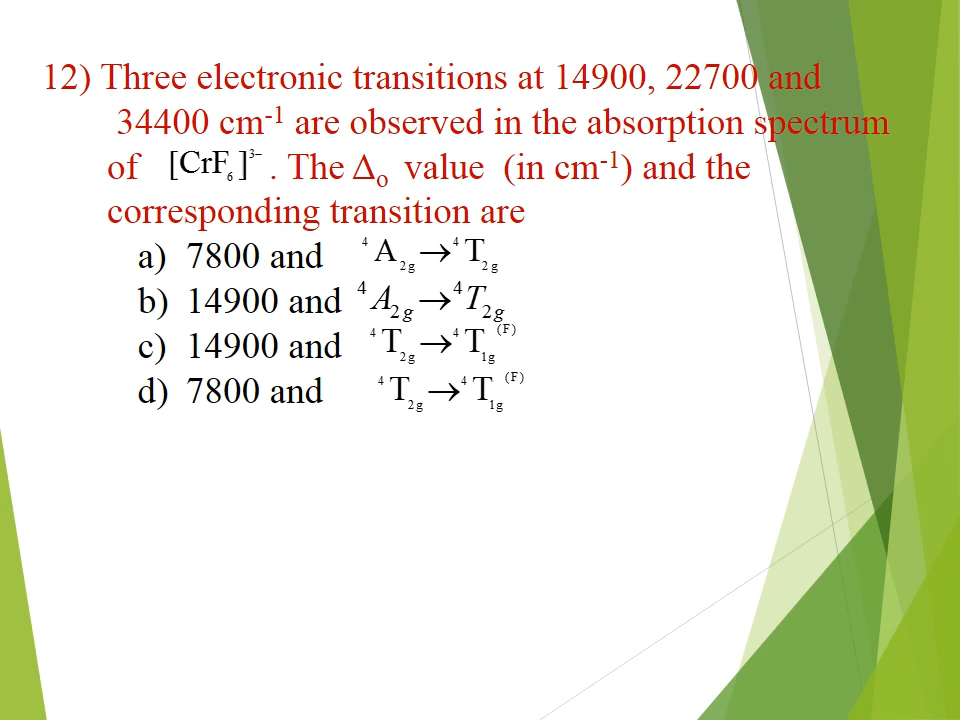 12) Three electronic transitions at 14900, 22700 and
34400 cm⁻¹ are observed in the absorption spectrum
of [CrF₆]³⁻. The Δₒ value (in cm⁻¹) and the
corresponding transition are
a) 7800 and ⁴A₂g → ⁴T₂g
b) 14900 and ⁴A₂g → ⁴T₂g
c) 14900 and ⁴T₂g → ⁴T₁g(F)
d) 7800 and ⁴T₂g → ⁴T₁g(F)